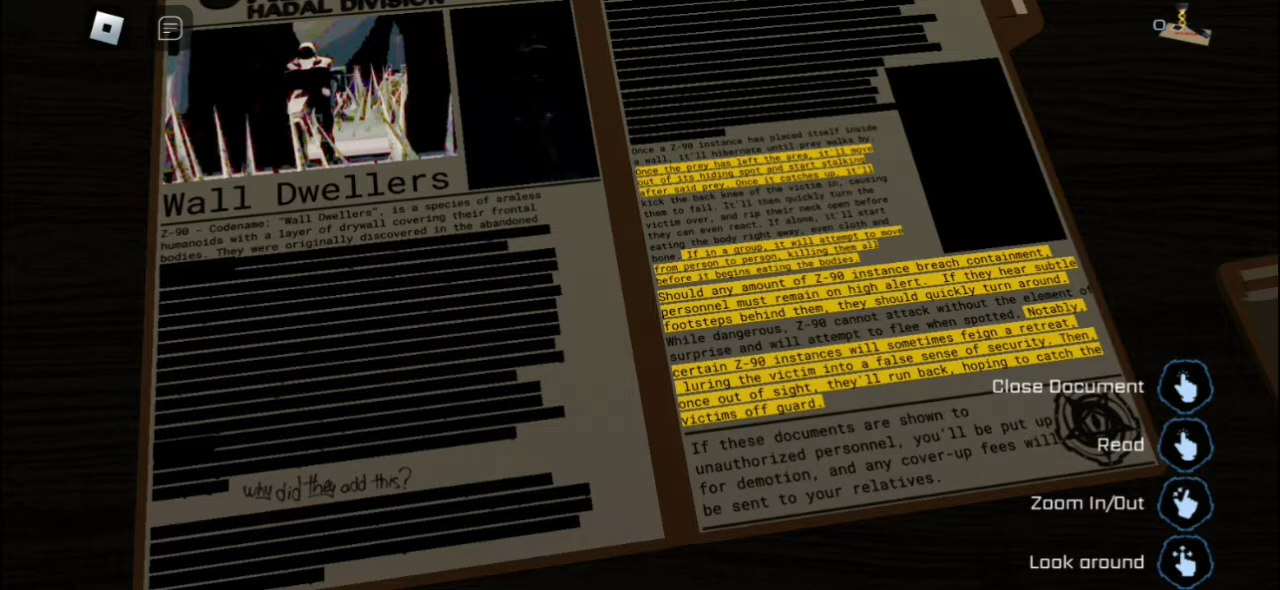 HADAL DIVISION
Wall Dwellers
Z-90 - Codename: "Wall Dwellers", is a species of armless
humanoids with a layer of drywall covering their frontal
bodies. They were originally discovered in the abandoned
why did they add this?
Once a Z-90 instance has placed itself inside
a wall, it'll hibernate until prey walks by.
Once the prey has left the area, it'll move
out of its hiding spot and start stalking
after said prey. Once it catches up, it'll
kick the back knee of the victim in, causing
them to fall. It'll then quickly turn the
victim over, and rip their neck open before
they can even react. If alone, it'll start
eating the body right away, even cloth and
bone. If in a group, it will attempt to move
from person to person, killing them all
before it begins eating the bodies.
Should any amount of Z-90 instance breach containment,
personnel must remain on high alert. If they hear subtle
footsteps behind them, they should quickly turn around.
While dangerous, Z-90 cannot attack without the element of
surprise and will attempt to flee when spotted. Notably,
certain Z-90 instances will sometimes feign a retreat,
luring the victim into a false sense of security. Then,
once out of sight, they'll run back, hoping to catch the
victims off guard.
If these documents are shown to
unauthorized personnel, you'll be put up
for demotion, and any cover-up fees will
be sent to your relatives.
Close Document
Read
Zoom In/Out
Look around